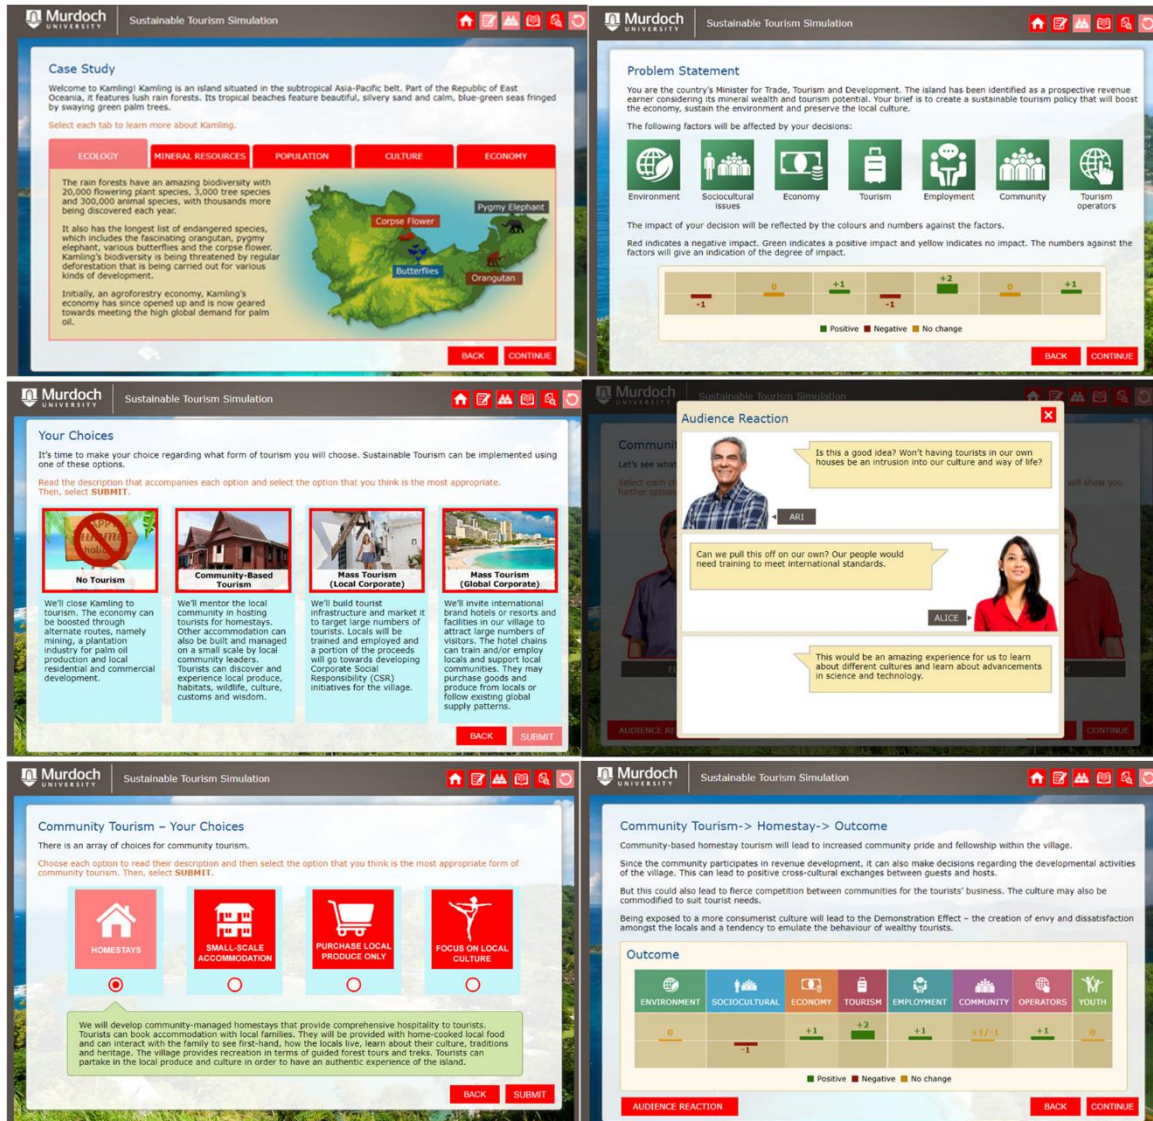 Murdoch
UNIVERSITY
Sustainable Tourism Simulation
Case Study
Welcome to Kamling! Kamling is an island situated in the subtropical Asia-Pacific belt. Part of the Republic of East
Oceania, it features lush rain forests. Its tropical beaches feature beautiful, silvery sand and calm, blue-green seas fringed
by swaying green palm trees.
Select each tab to learn more about Kamling.
ECOLOGY
MINERAL RESOURCES
POPULATION
CULTURE
ECONOMY
The rain forests have an amazing biodiversity with
20,000 flowering plant species, 3,000 tree species
and 300,000 animal species, with thousands more
being discovered each year.
It also has the longest list of endangered species,
which includes the fascinating orangutan, pygmy
elephant, various butterflies and the corpse flower.
Kamling's biodiversity is being threatened by regular
deforestation that is being carried out for various
kinds of development.
Initially, an agroforestry economy, Kamling's
economy has since opened up and is now geared
towards meeting the high global demand for palm
oil.
Pygmy Elephant
Corpse Flower
Butterflies
Orangutan
BACK
CONTINUE
Murdoch
UNIVERSITY
Sustainable Tourism Simulation
Problem Statement
You are the country's Minister for Trade, Tourism and Development. The island has been identified as a prospective revenue
earner considering its mineral wealth and tourism potential. Your brief is to create a sustainable tourism policy that will boost
the economy, sustain the environment and preserve the local culture.
The following factors will be affected by your decisions:
Environment
Sociocultural
issues
Economy
Tourism
Employment
Community
Tourism
operators
The impact of your decision will be reflected by the colours and numbers against the factors.
Red indicates a negative impact. Green indicates a positive impact and yellow indicates no impact. The numbers against the
factors will give an indication of the degree of impact.
-1
0
+1
-1
+2
0
+1
Positive
Negative
No change
BACK
CONTINUE
Murdoch
UNIVERSITY
Sustainable Tourism Simulation
Your Choices
It's time to make your choice regarding what form of tourism you will choose. Sustainable Tourism can be implemented using
one of these options.
Read the description that accompanies each option and select the option that you think is the most appropriate.
Then, select SUBMIT.
No Tourism
We'll close Kamling to
tourism. The economy can
be boosted through
alternate routes, namely
mining, a plantation
industry for palm oil
production and local
residential and commercial
development.
Community-Based
Tourism
We'll mentor the local
community in hosting
tourists for homestays.
Other accommodation can
also be built and managed
on a small scale by local
community leaders.
Tourists can discover and
experience local produce,
habitats, wildlife, culture,
customs and wisdom.
Mass Tourism
(Local Corporate)
We'll build tourist
infrastructure and market it
to target large numbers of
tourists. Locals will be
trained and employed and
a portion of the proceeds
will go towards developing
Corporate Social
Responsibility (CSR)
initiatives for the village.
Mass Tourism
(Global Corporate)
We'll invite international
brand hotels or resorts and
facilities in our village to
attract large numbers of
visitors. The hotel chains
can train and/or employ
locals and support local
communities. They may
purchase goods and
produce from locals or
follow existing global
supply patterns.
BACK
SUBMIT
Murdoch
UNIVERSITY
Sustainable Tourism Simulation
Audience Reaction
Is this a good idea? Won't having tourists in our own
houses be an intrusion into our culture and way of life?
ARI
Can we pull this off on our own? Our people would
need training to meet international standards.
ALICE
This would be an amazing experience for us to learn
about different cultures and learn about advancements
in science and technology.
Communi
Let's see what
Select each ch
will show you
further option
AUDIENCE RE
CONTINUE
Murdoch
UNIVERSITY
Sustainable Tourism Simulation
Community Tourism – Your Choices
There is an array of choices for community tourism.
Choose each option to read their description and then select the option that you think is the most appropriate form of
community tourism. Then, select SUBMIT.
HOMESTAYS
SMALL-SCALE
ACCOMMODATION
PURCHASE LOCAL
PRODUCE ONLY
FOCUS ON LOCAL
CULTURE
We will develop community-managed homestays that provide comprehensive hospitality to tourists.
Tourists can book accommodation with local families. They will be provided with home-cooked local food
and can interact with the family to see first-hand, how the locals live, learn about their culture, traditions
and heritage. The village provides recreation in terms of guided forest tours and treks. Tourists can
partake in the local produce and culture in order to have an authentic experience of the island.
BACK
SUBMIT
Murdoch
UNIVERSITY
Sustainable Tourism Simulation
Community Tourism-> Homestay-> Outcome
Community-based homestay tourism will lead to increased community pride and fellowship within the village.
Since the community participates in revenue development, it can also make decisions regarding the developmental activities
of the village. This can lead to positive cross-cultural exchanges between guests and hosts.
But this could also lead to fierce competition between communities for the tourists' business. The culture may also be
commodified to suit tourist needs.
Being exposed to a more consumerist culture will lead to the Demonstration Effect – the creation of envy and dissatisfaction
amongst the locals and a tendency to emulate the behaviour of wealthy tourists.
Outcome
ENVIRONMENT
SOCIOCULTURAL
ECONOMY
TOURISM
EMPLOYMENT
COMMUNITY
OPERATORS
YOUTH
0
-1
+1
+2
+1
+1/-1
+1
0
Positive
Negative
No change
AUDIENCE REACTION
BACK
CONTINUE